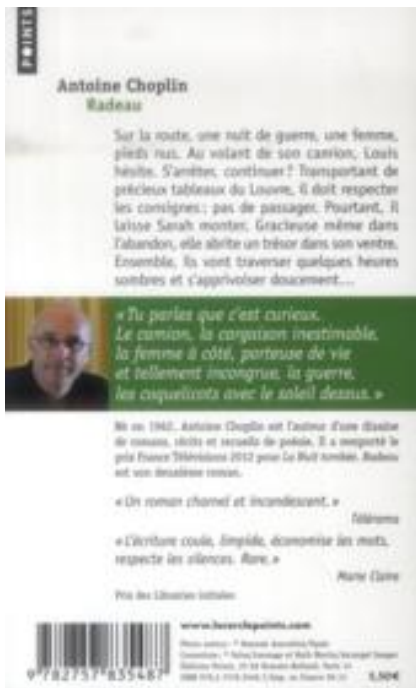 POINTS
Antoine Choplin
Radeau
Sur la route, une nuit de guerre, une femme,
pieds nus. Au volant de son camion, Louis
hésite. S'arrêter, continuer ? Transportant de
précieux tableaux du Louvre, il doit respecter
les consignes : pas de passager. Pourtant, il
laisse Sarah monter. Gracieuse même dans
l'abandon, elle abrite un trésor dans son ventre.
Ensemble, ils vont traverser quelques heures
sombres et s'apprivoiser doucement...
« Tu parles que c'est curieux.
Le camion, la cargaison inestimable,
la femme à côté, porteuse de vie
et tellement incongrue, la guerre,
les coquelicots avec le soleil dessus. »
Né en 1962, Antoine Choplin est l'auteur d'une dizaine
de romans, récits et recueils de poésie. Il a remporté le
prix France Télévisions 2012 pour La Nuit tombée. Radeau
est son deuxième roman.
« Un roman charnel et incandescent. »
Télérama
« L'écriture coule, limpide, économise les mots,
respecte les silences. Rare. »
Marie Claire
Prix des Librairies Initiales
www.lecerclepoints.com
9 782757 835487
5,50€